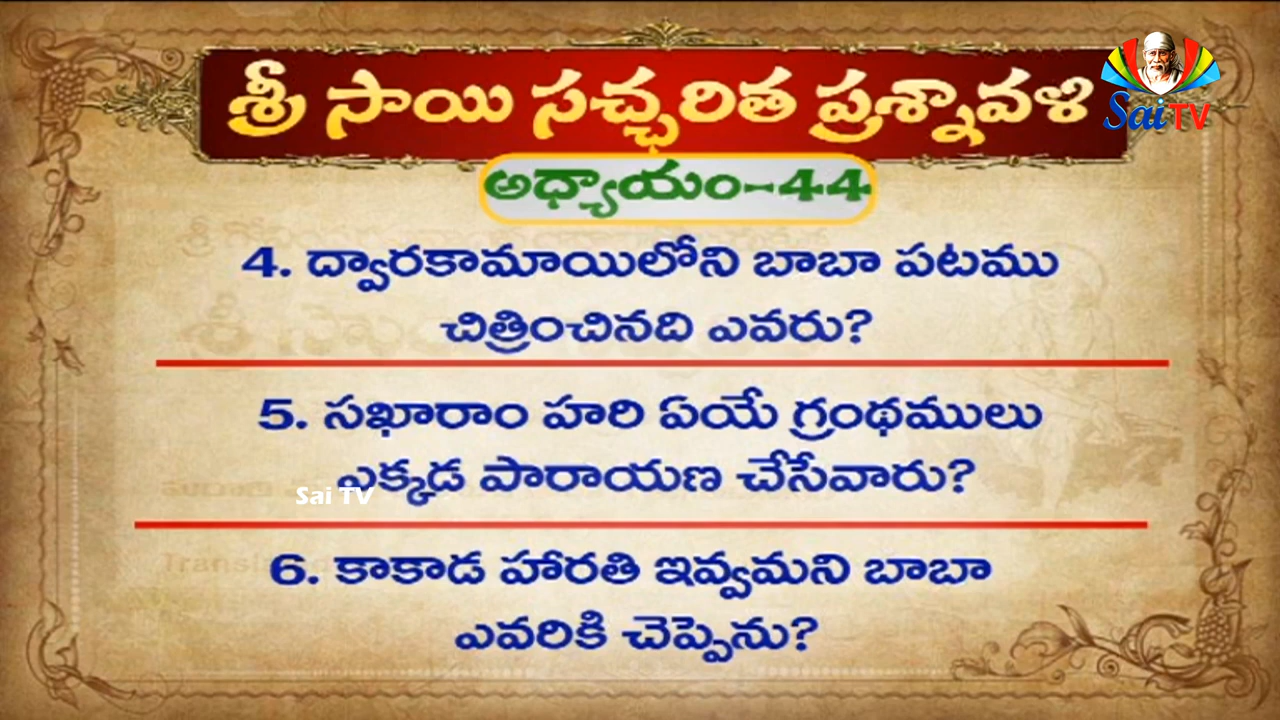 శ్రీ సాయి సచ్ఛరిత ప్రశ్నావళి
Sai TV
అధ్యాయం-44
4. ద్వారకామాయిలోని బాబా పటము
చిత్రించినది ఎవరు?
5. సఖారాం హరి ఏయే గ్రంథములు
ఎక్కడ పారాయణ చేసేవారు?
Sai TV
6. కాకాడ హారతి ఇవ్వమని బాబా
ఎవరికి చెప్పెను?